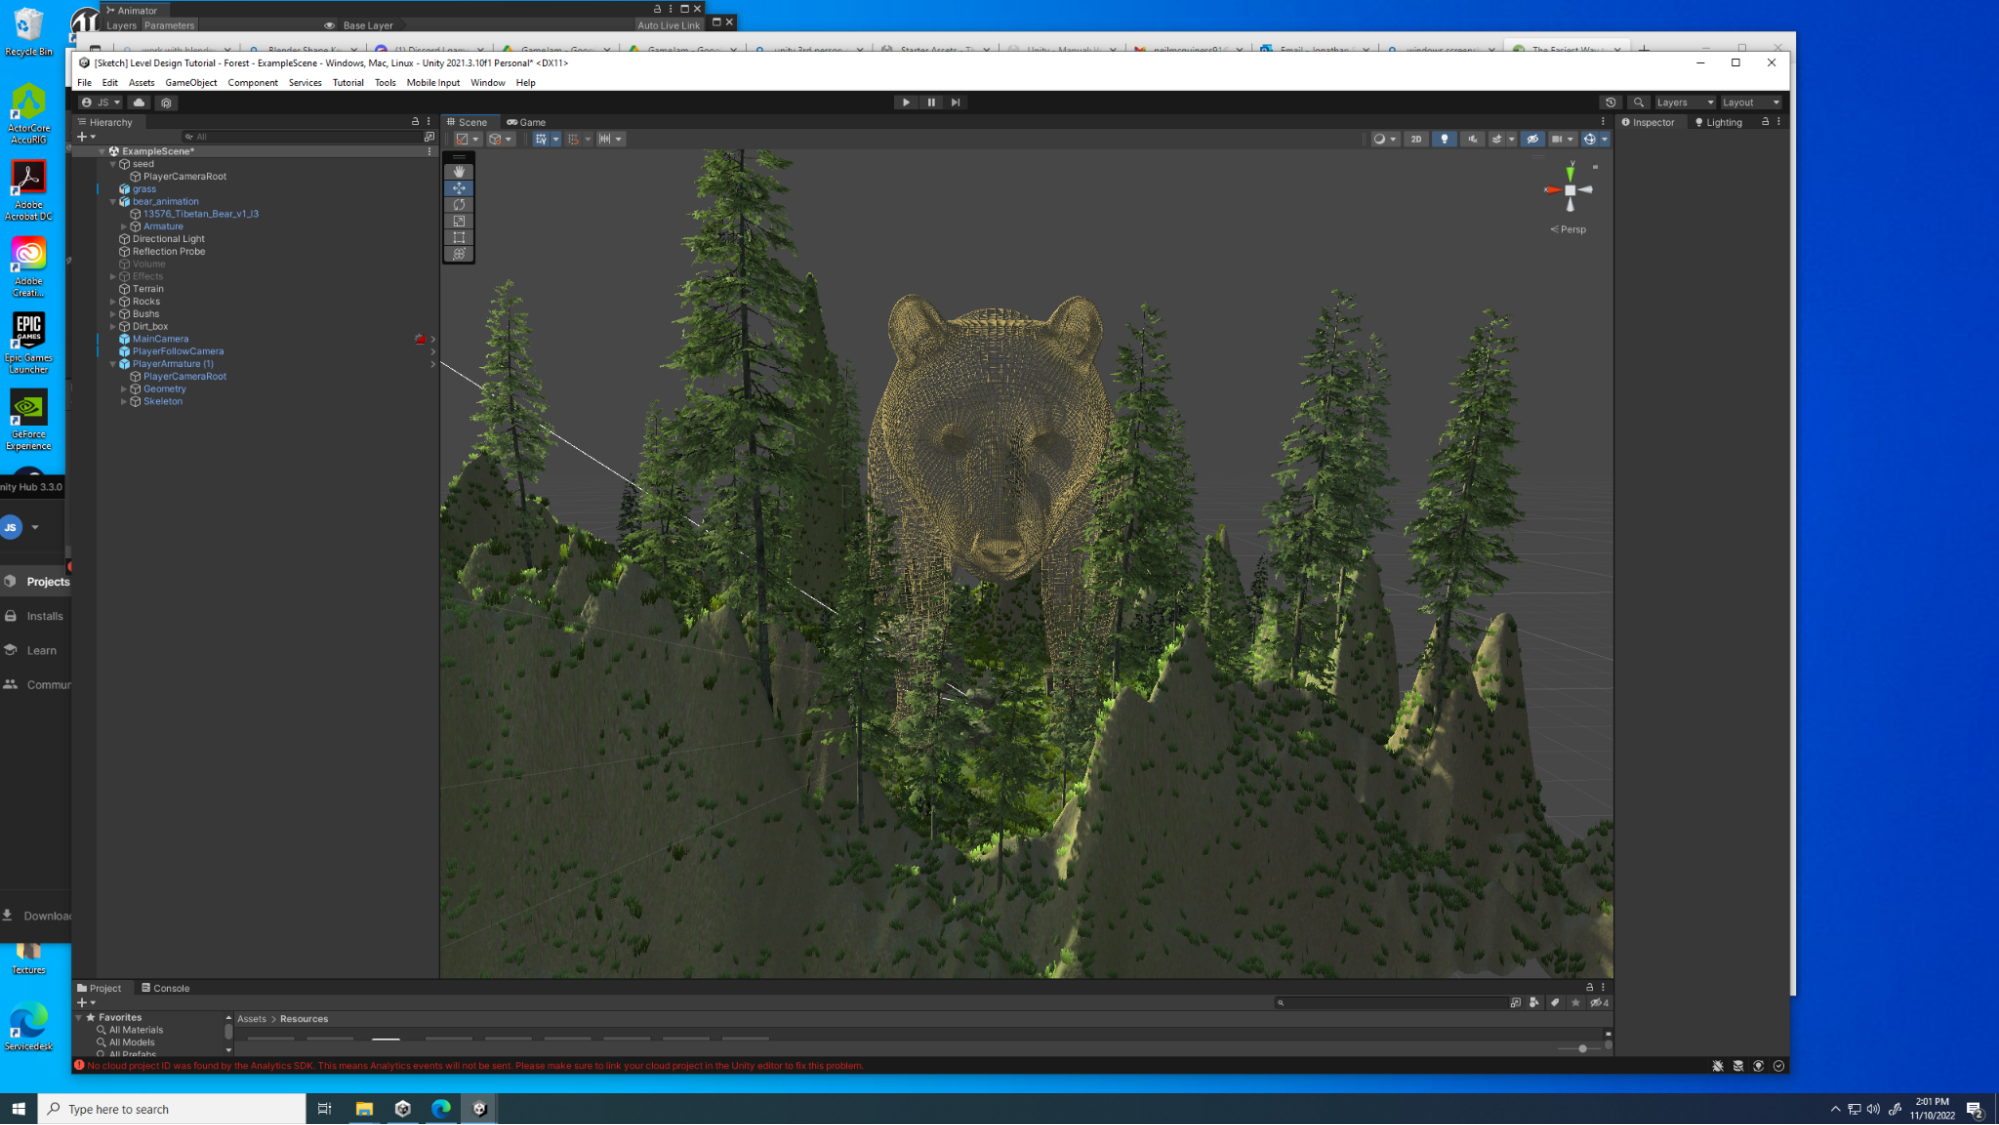 Animator
Layers Parameters Base Layer Auto Live Link
Recycle Bin
[Sketch] Level Design Tutorial - Forest - ExampleScene - Windows, Mac, Linux - Unity 2021.3.10f1 Personal* <DX11>
File Edit Assets GameObject Component Services Tutorial Tools Mobile Input Window Help
JS Layers Layout
Hierarchy Scene Game Inspector Lighting
All 2D
ExampleScene*
seed
PlayerCameraRoot
grass
bear_animation
13576_Tibetan_Bear_v1_l3
Armature
Directional Light
Reflection Probe
Volume
Effects
Terrain
Rocks
Bushs
Dirt_box
MainCamera
PlayerFollowCamera
PlayerArmature (1)
PlayerCameraRoot
Geometry
Skeleton
y
Persp
ActorCore
AccuRIG
Adobe
Acrobat DC
Adobe
Creati...
EPIC
GAMES
Epic Games
Launcher
GeForce
Experience
nity Hub 3.3.0
JS
Projects
Installs
Learn
Commun
Download
Textures
Servicedesk
Project Console
Favorites
All Materials
All Models
All Prefabs
Assets > Resources
4
No cloud project ID was found by the Analytics SDK. This means Analytics events will not be sent. Please make sure to link your cloud project in the Unity editor to fix this problem.
Type here to search
2:01 PM
11/10/2022
2